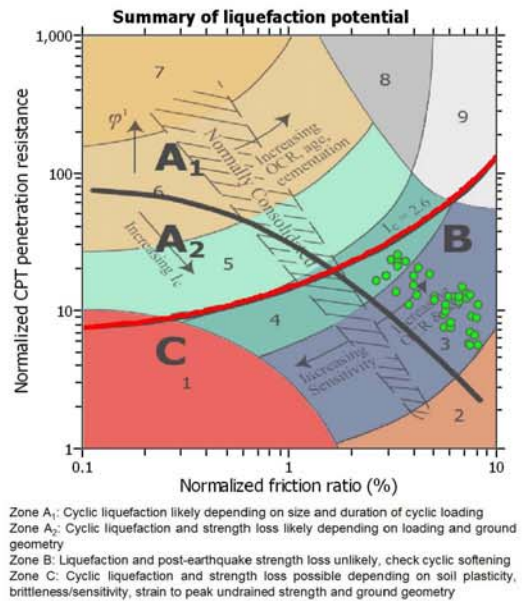 Summary of liquefaction potential
1,000
100
10
1
0.1
1
10
Normalized CPT penetration resistance
Normalized friction ratio (%)
7
8
9
φ'
A1
Normally Consolidated
Increasing
OCR, age,
cementation
6
A2
Increasing Ic
Ic = 2.6
B
5
4
C
1
Increasing
Sensitivity
3
2
Zone A1: Cyclic liquefaction likely depending on size and duration of cyclic loading
Zone A2: Cyclic liquefaction and strength loss likely depending on loading and ground
geometry
Zone B: Liquefaction and post-earthquake strength loss unlikely, check cyclic softening
Zone C: Cyclic liquefaction and strength loss possible depending on soil plasticity,
brittleness/sensitivity, strain to peak undrained strength and ground geometry